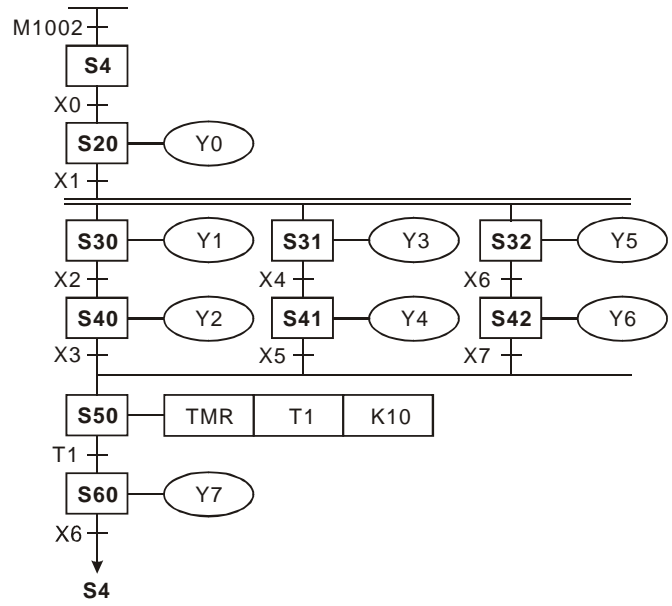 M1002
S4
X0
S20 Y0
X1
S30 Y1 S31 Y3 S32 Y5
X2 X4 X6
S40 Y2 S41 Y4 S42 Y6
X3 X5 X7
S50 TMR T1 K10
T1
S60 Y7
X6
S4